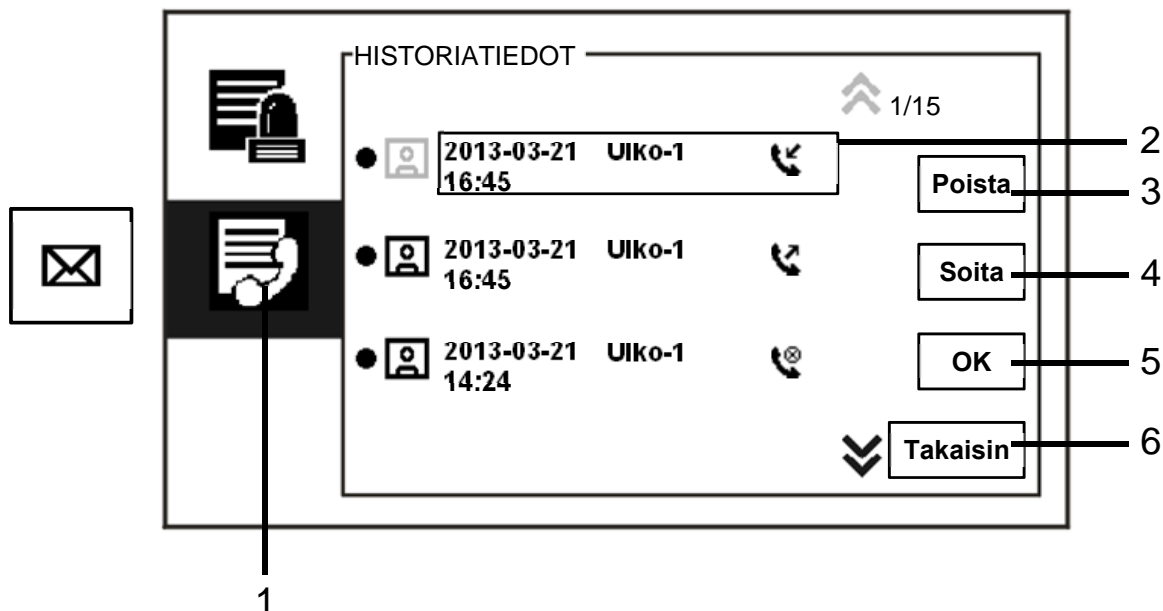 HISTORIATIEDOT
1/15
2013-03-21 Ulko-1
16:45
2
Poista
3
2013-03-21 Ulko-1
16:45
Soita
4
2013-03-21 Ulko-1
14:24
OK
5
Takaisin
6
1